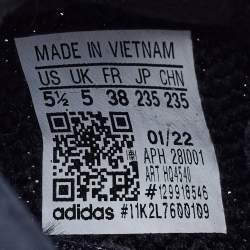 MADE IN VIETNAM
US UK FR JP CHN
5½ 5 38 235 235
01/22
APH 281001
ART HQ4540
#129918546
adidas #11K2L7600109